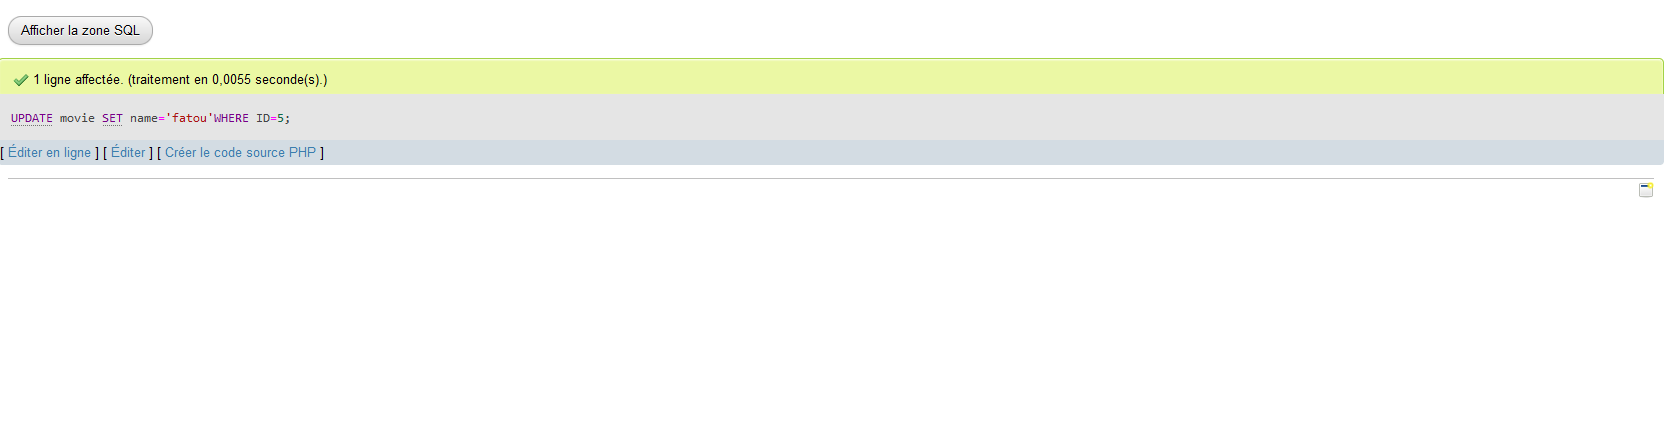 Afficher la zone SQL
1 ligne affectée. (traitement en 0,0055 seconde(s).)
UPDATE movie SET name='fatou'WHERE ID=5;
[ Éditer en ligne ] [ Éditer ] [ Créer le code source PHP ]